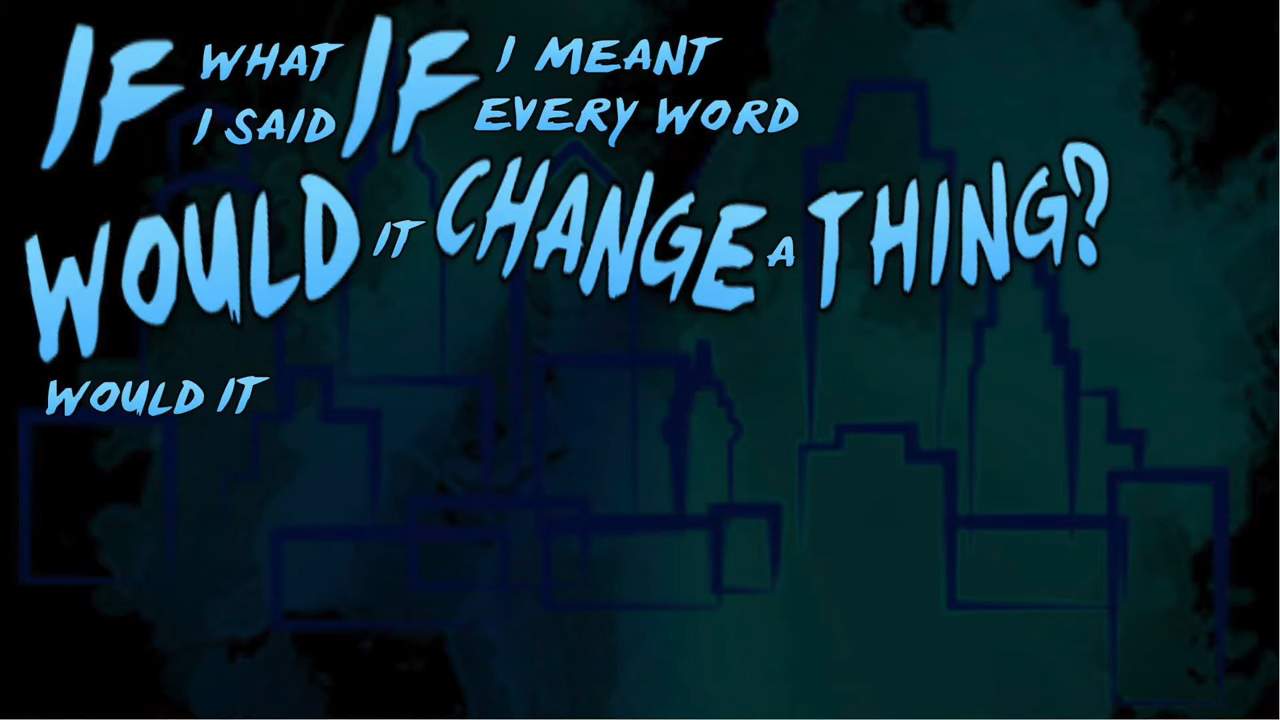 IF WHAT I SAID IF I MEANT EVERY WORD
WOULD IT CHANGE A THING?
WOULD IT